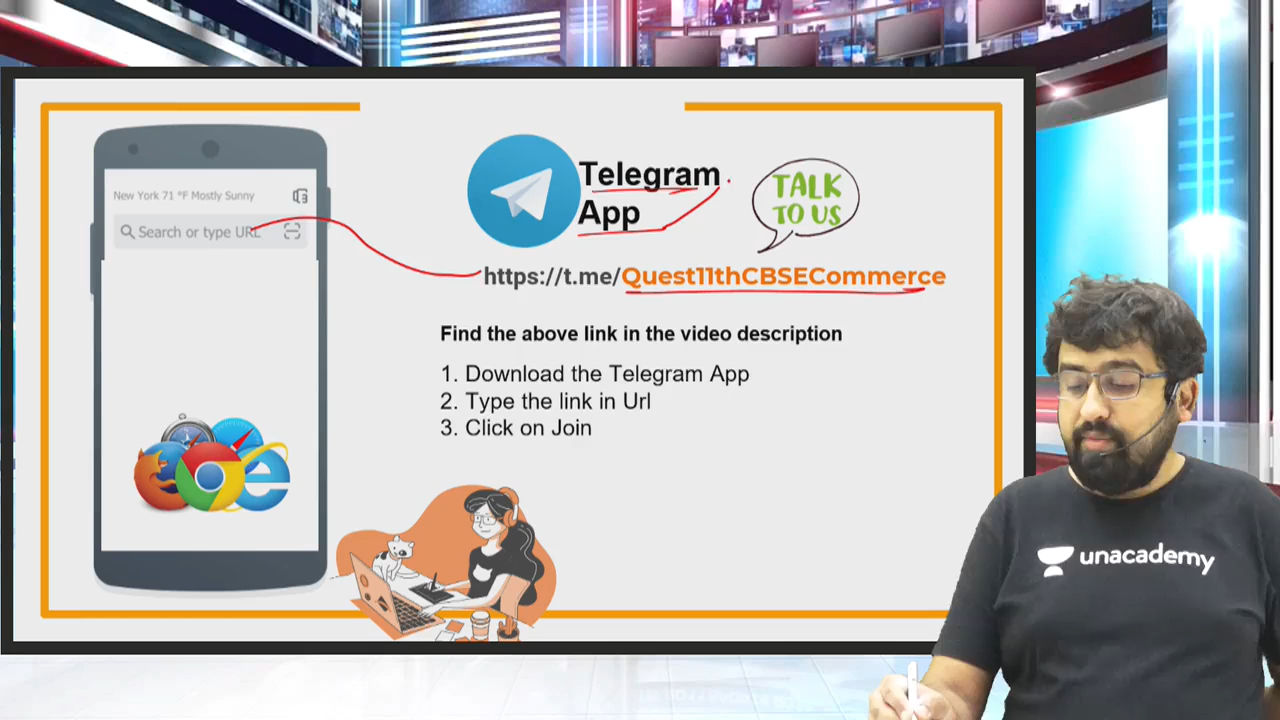 New York 71 °F Mostly Sunny
Search or type URL
Telegram
App
TALK
TO US
https://t.me/Quest11thCBSECommerce
Find the above link in the video description
1. Download the Telegram App
2. Type the link in Url
3. Click on Join
unacademy